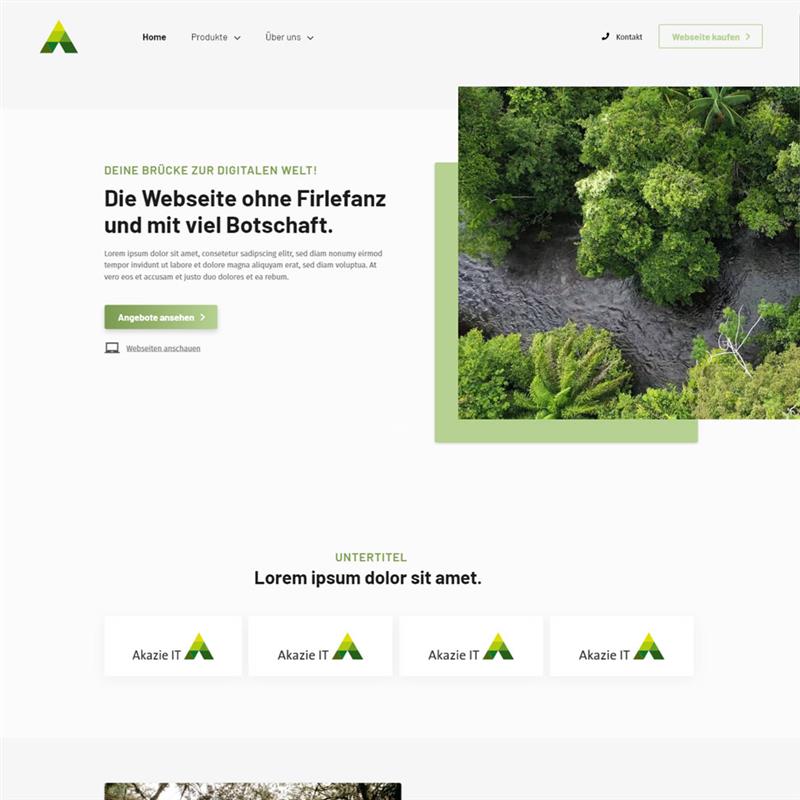 Home Produkte Über uns Kontakt Webseite kaufen
DEINE BRÜCKE ZUR DIGITALEN WELT!
Die Webseite ohne Firlefanz
und mit viel Botschaft.
Lorem ipsum dolor sit amet, consetetur sadipscing elitr, sed diam nonumy eirmod
tempor invidunt ut labore et dolore magna aliquyam erat, sed diam voluptua. At
vero eos et accusam et justo duo dolores et ea rebum.
Angebote ansehen
Webseiten anschauen
UNTERTITEL
Lorem ipsum dolor sit amet.
Akazie IT Akazie IT Akazie IT Akazie IT